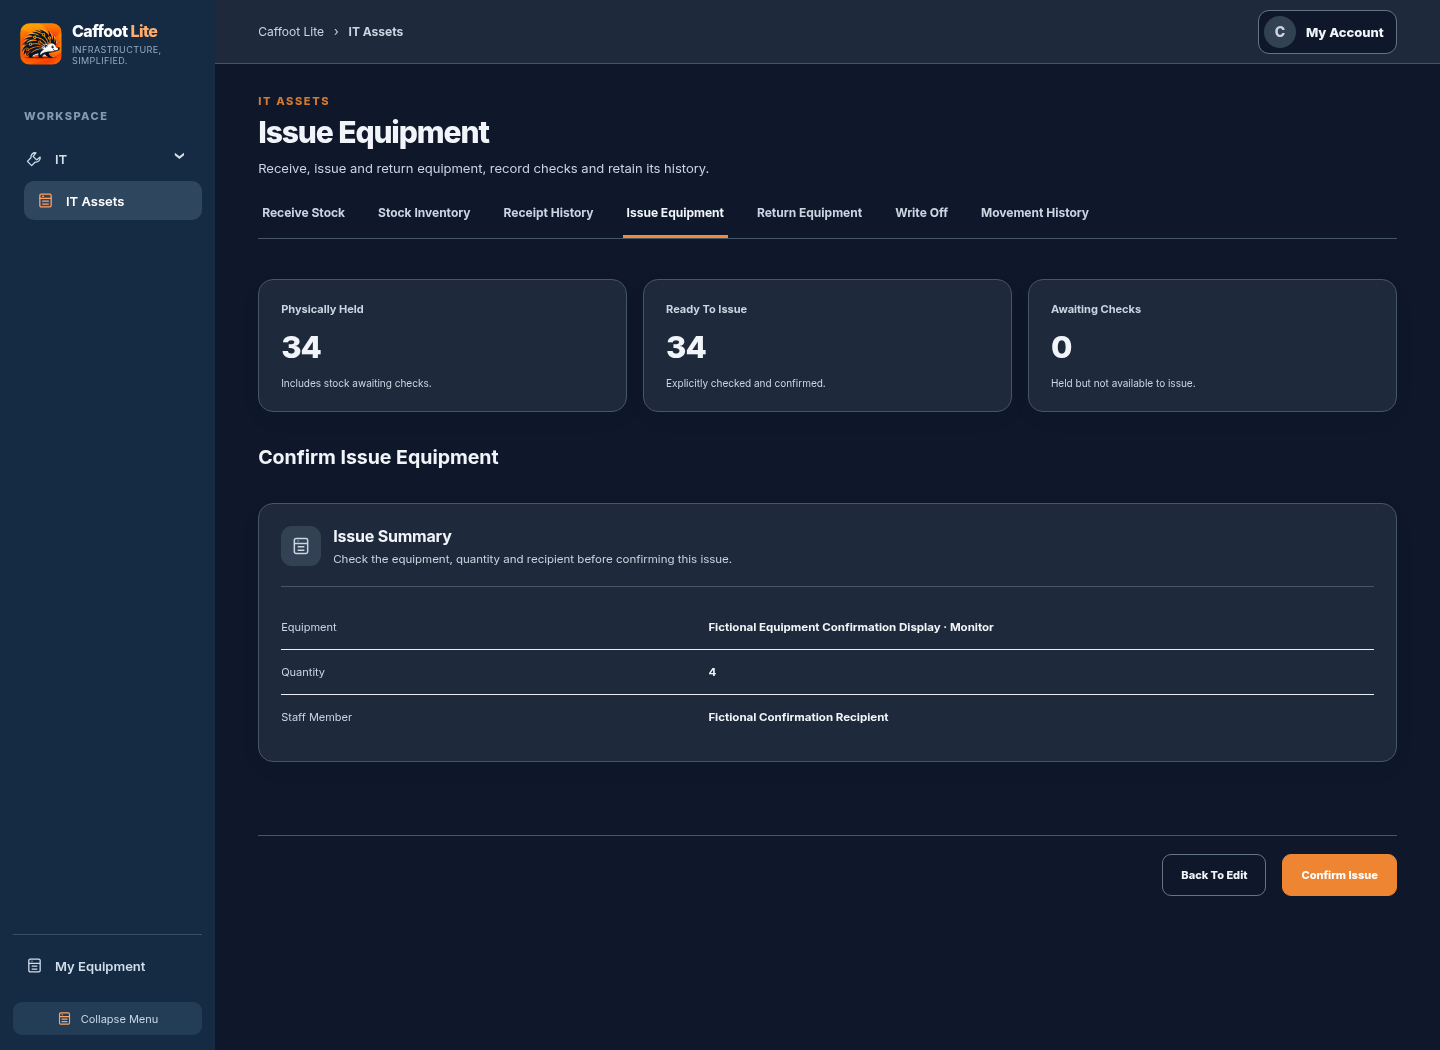 Caffoot Lite
INFRASTRUCTURE,
SIMPLIFIED.
WORKSPACE
IT
IT Assets
My Equipment
Collapse Menu
Caffoot Lite › IT Assets
C My Account
IT ASSETS
Issue Equipment
Receive, issue and return equipment, record checks and retain its history.
Receive Stock Stock Inventory Receipt History Issue Equipment Return Equipment Write Off Movement History
Physically Held
34
Includes stock awaiting checks.
Ready To Issue
34
Explicitly checked and confirmed.
Awaiting Checks
0
Held but not available to issue.
Confirm Issue Equipment
Issue Summary
Check the equipment, quantity and recipient before confirming this issue.
Equipment Fictional Equipment Confirmation Display · Monitor
Quantity 4
Staff Member Fictional Confirmation Recipient
Back To Edit Confirm Issue